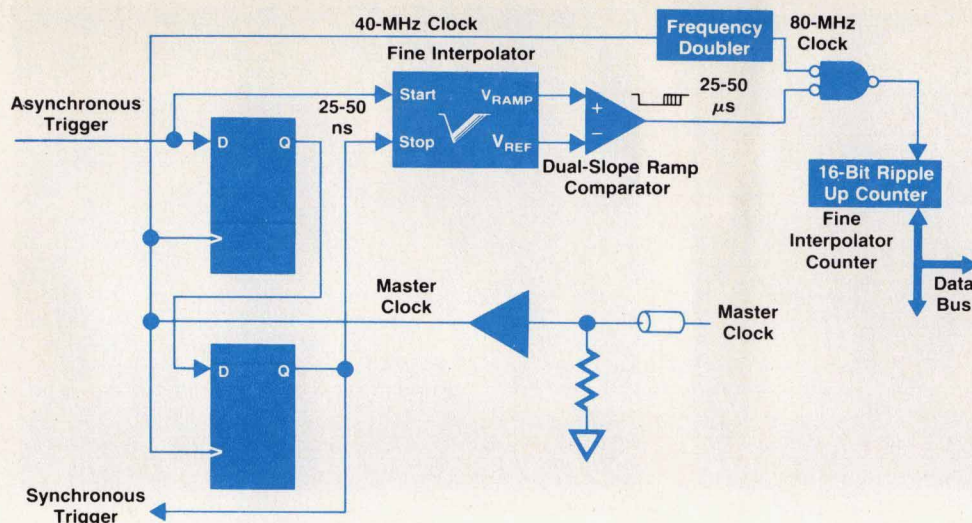 40-MHz Clock
Frequency
Doubler
80-MHz
Clock
Fine Interpolator
Asynchronous
Trigger
25-50
ns
Start
Stop
VRAMP
VREF
+
−
25-50
μs
Dual-Slope Ramp
Comparator
D
Q
16-Bit Ripple
Up Counter
Fine
Interpolator
Counter
Data
Bus
Master
Clock
Master
Clock
D
Q
Synchronous
Trigger